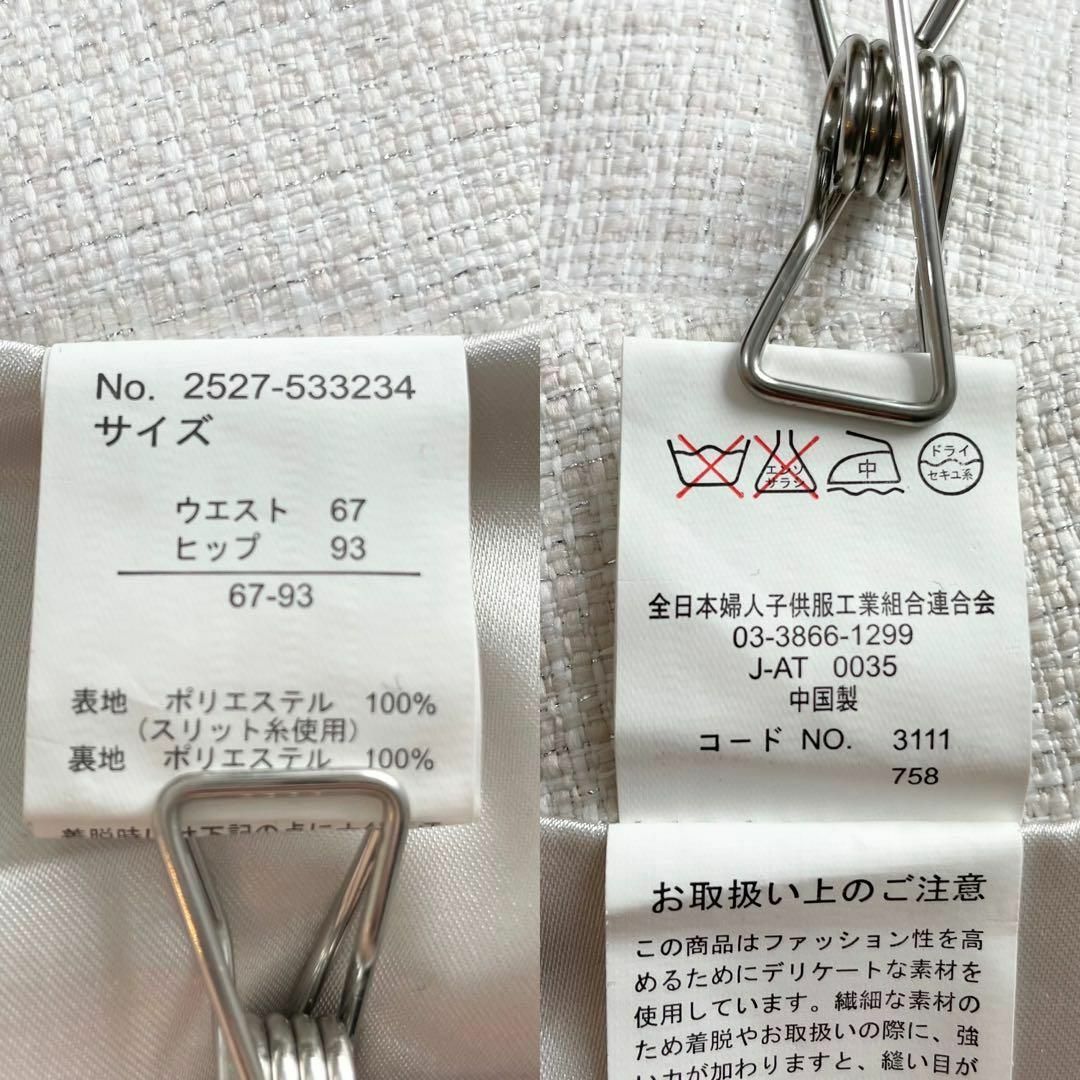 No. 2527-533234
サイズ
ウエスト 67
ヒップ 93
67-93
表地 ポリエステル 100%
(スリット糸使用)
裏地 ポリエステル 100%
エンソ
サラシ
中
ドライ
セキユ系
全日本婦人子供服工業組合連合会
03-3866-1299
J-AT 0035
中国製
コード NO. 3111
758
お取扱い上のご注意
この商品はファッション性を高
めるためにデリケートな素材を
使用しています。繊細な素材の
ため着脱やお取扱いの際に、強
い力が加わりますと、縫い目が